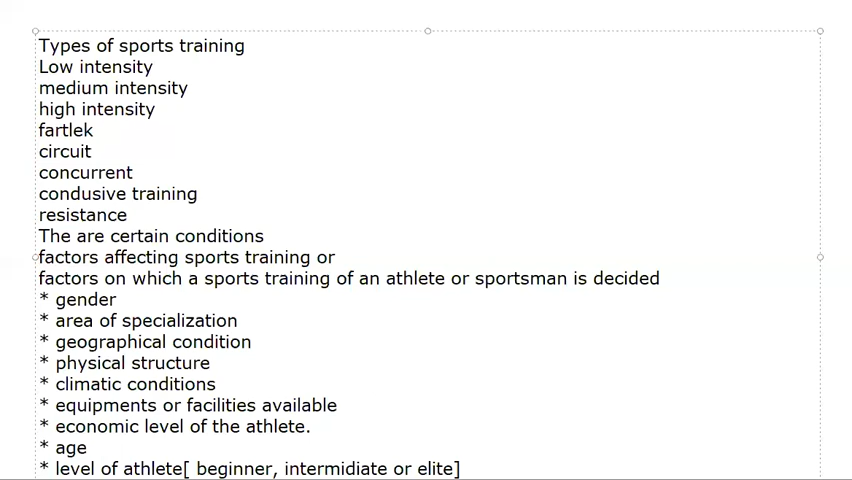 Types of sports training
Low intensity
medium intensity
high intensity
fartlek
circuit
concurrent
condusive training
resistance
The are certain conditions
factors affecting sports training or
factors on which a sports training of an athlete or sportsman is decided
* gender
* area of specialization
* geographical condition
* physical structure
* climatic conditions
* equipments or facilities available
* economic level of the athlete.
* age
* level of athlete[ beginner, intermidiate or elite]